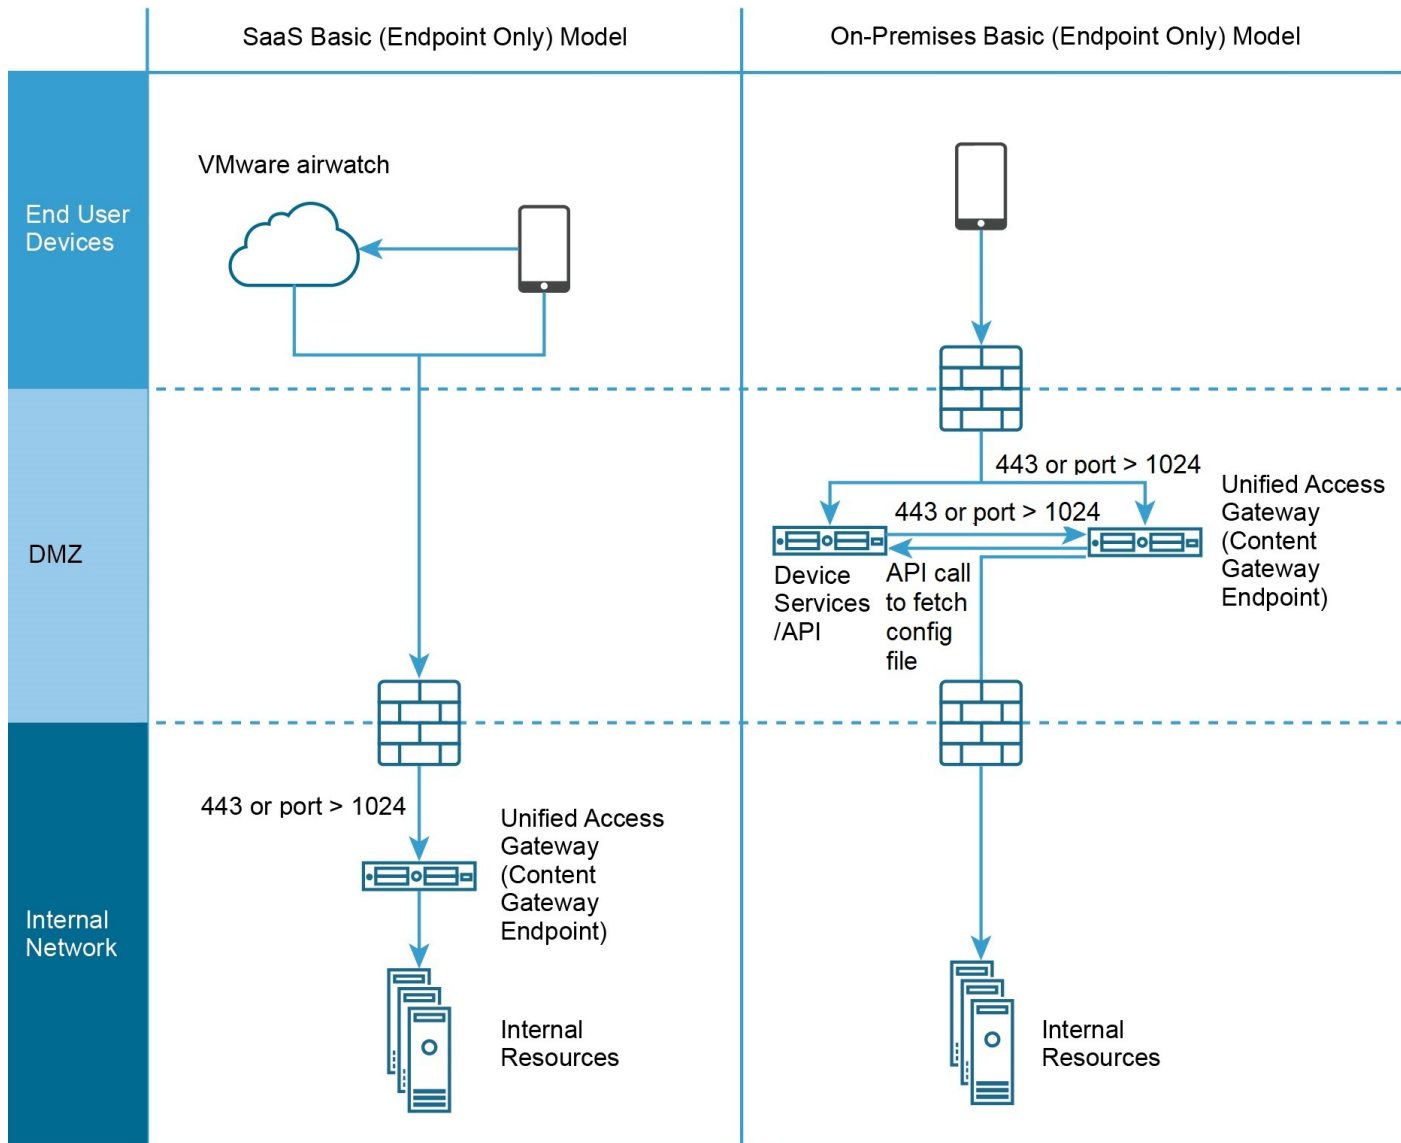 SaaS Basic (Endpoint Only) Model
On-Premises Basic (Endpoint Only) Model
End User
Devices
VMware airwatch
DMZ
443 or port > 1024
443 or port > 1024
Unified Access
Gateway
(Content
Gateway
Endpoint)
Device
Services
/API
API call
to fetch
config
file
Internal
Network
443 or port > 1024
Unified Access
Gateway
(Content
Gateway
Endpoint)
Internal
Resources
Internal
Resources